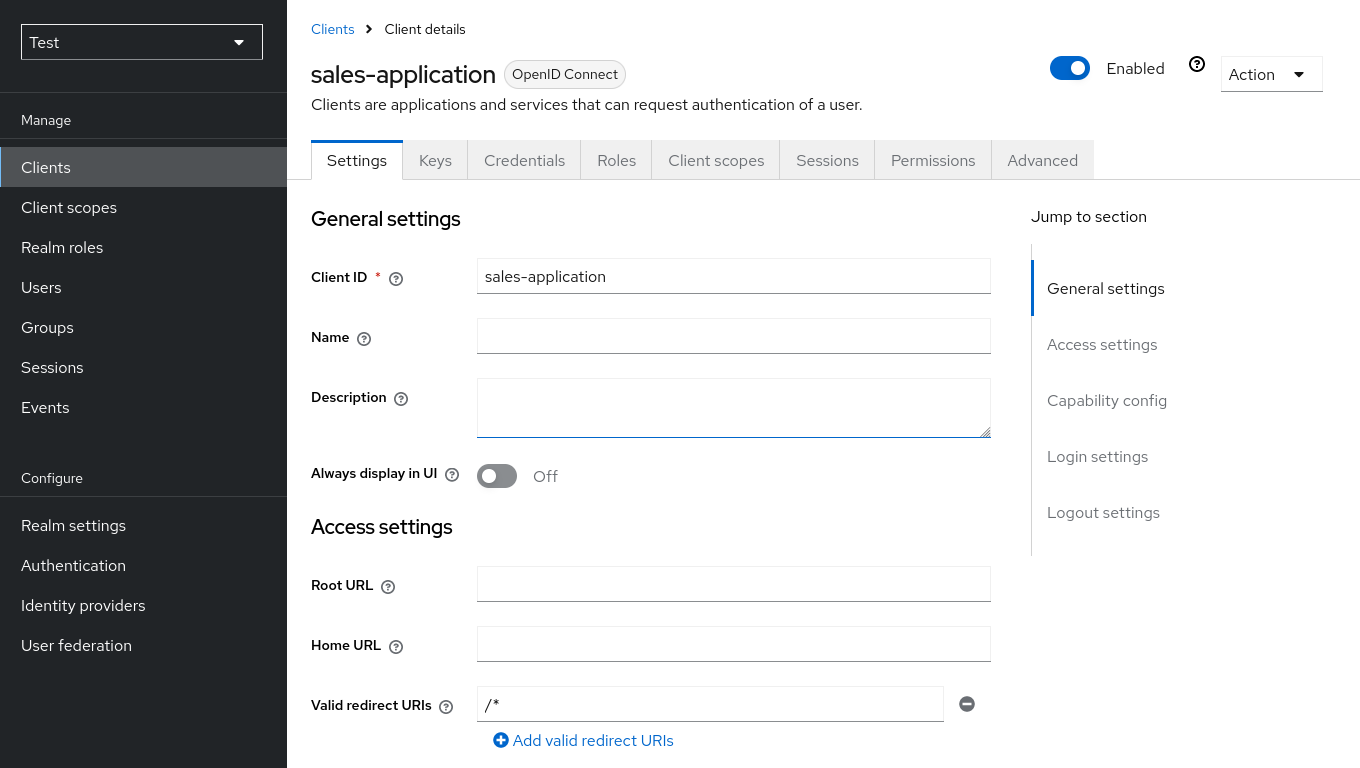 Test
Manage
Clients
Client scopes
Realm roles
Users
Groups
Sessions
Events
Configure
Realm settings
Authentication
Identity providers
User federation
Clients Client details
sales-application OpenID Connect
Enabled
Action
Clients are applications and services that can request authentication of a user.
Settings Keys Credentials Roles Client scopes Sessions Permissions Advanced
General settings
Client ID * sales-application
Name
Description
Always display in UI Off
Access settings
Root URL
Home URL
Valid redirect URIs /*
Add valid redirect URIs
Jump to section
General settings
Access settings
Capability config
Login settings
Logout settings